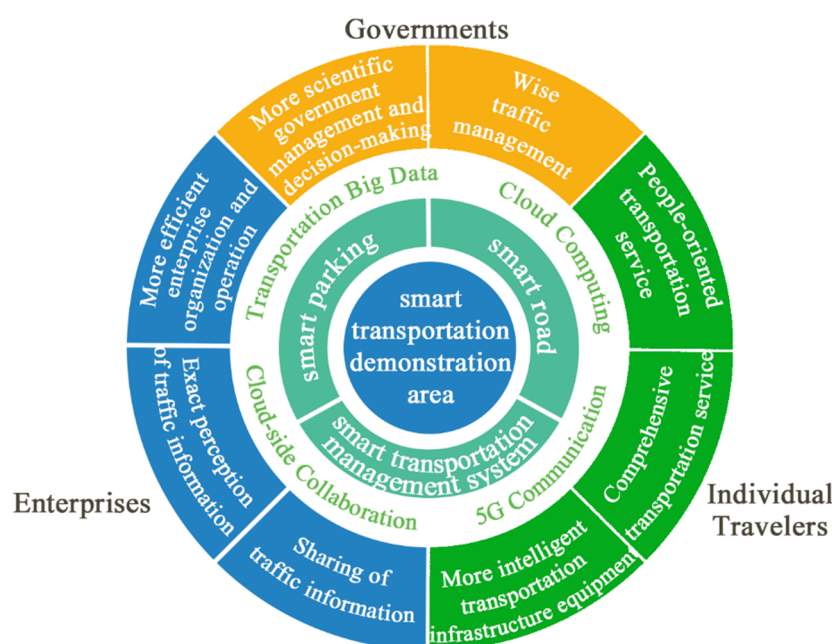 Governments
More scientific
government
management and
decision-making
Wise
traffic
management
People-oriented
transportation
service
Comprehensive
transportation service
More intelligent
transportation
infrastructure equipment
Sharing of
traffic information
Exact perception
of traffic information
More efficient
enterprise
organization and
operation
Transportation Big Data
Cloud Computing
5G Communication
Cloud-side Collaboration
smart parking
smart road
smart transportation
management system
smart
transportation
demonstration
area
Enterprises
Individual
Travelers